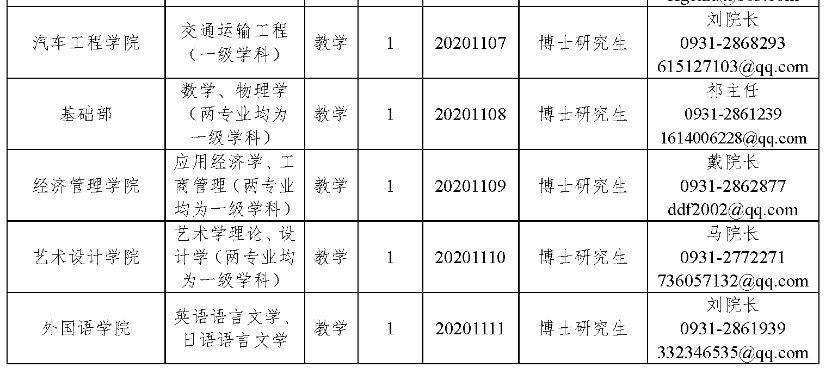 汽车工程学院
交通运输工程
（一级学科）
教学
1
20201107
博士研究生
刘院长
0931-2868293
615127103@qq.com
基础部
数学、物理学
（两专业均为
一级学科）
教学
1
20201108
博士研究生
祁主任
0931-2861239
1614006228@qq.com
经济管理学院
应用经济学、工
商管理（两专业
均为一级学科）
教学
1
20201109
博士研究生
戴院长
0931-2862877
ddf2002@qq.com
艺术设计学院
艺术学理论、设
计学（两专业均
为一级学科）
教学
1
20201110
博士研究生
马院长
0931-2772271
736057132@qq.com
外国语学院
英语语言文学、
日语语言文学
教学
1
20201111
博士研究生
刘院长
0931-2861939
332346535@qq.com